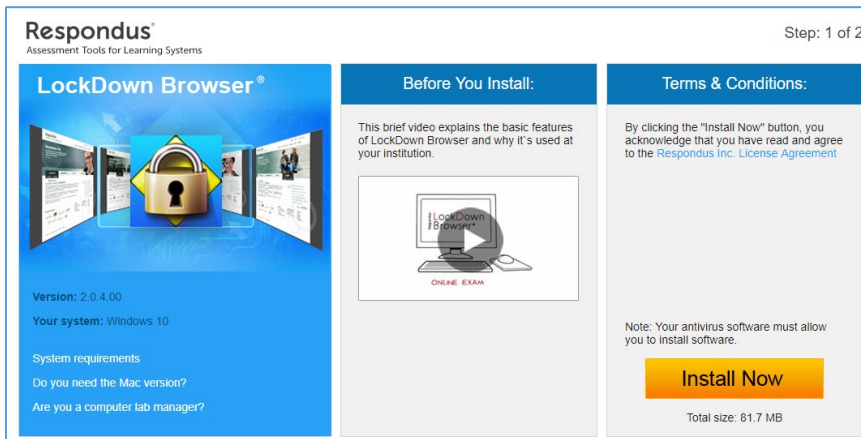 Respondus®
Assessment Tools for Learning Systems
Step: 1 of 2
LockDown Browser®
Version: 2.0.4.00
Your system: Windows 10
System requirements
Do you need the Mac version?
Are you a computer lab manager?
Before You Install:
This brief video explains the basic features
of LockDown Browser and why it`s used at
your institution.
Respondus
LockDown
Browser
ONLINE EXAM
Terms & Conditions:
By clicking the "Install Now" button, you
acknowledge that you have read and agree
to the Respondus Inc. License Agreement
Note: Your antivirus software must allow
you to install software.
Install Now
Total size: 81.7 MB